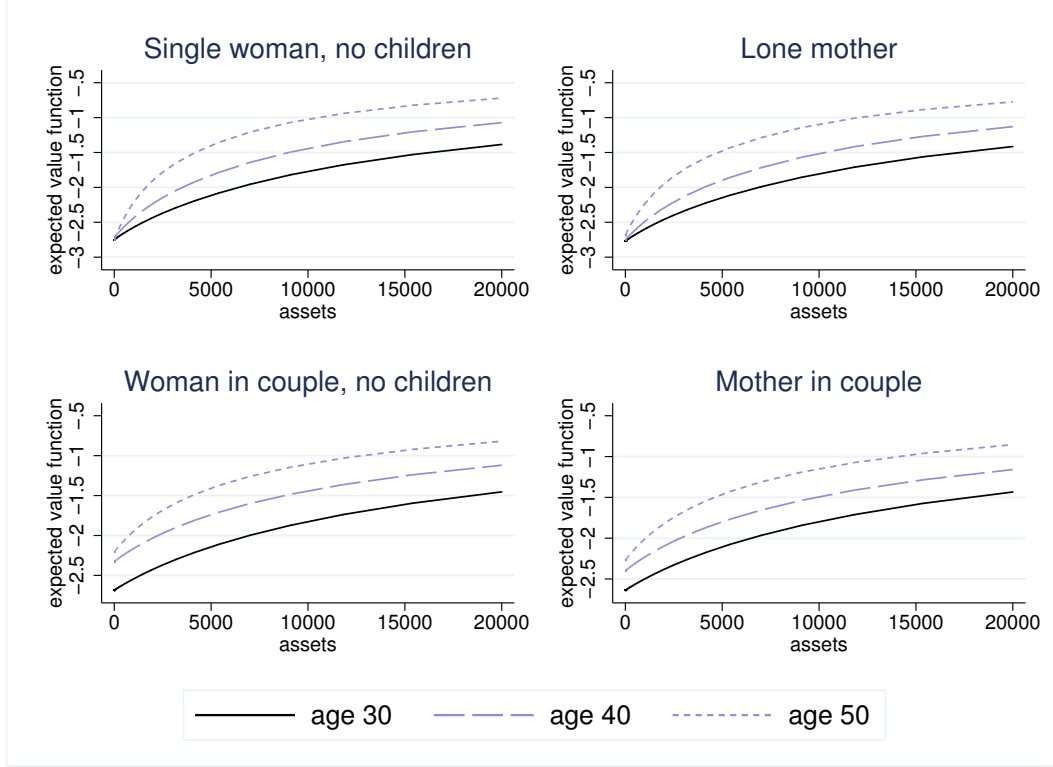 Single woman, no children
expected value function
−3 −2.5 −2 −1.5 −1 −.5
0 5000 10000 15000 20000
assets
Lone mother
expected value function
−3 −2.5 −2 −1.5 −1 −.5
0 5000 10000 15000 20000
assets
Woman in couple, no children
expected value function
−2.5 −2 −1.5 −1 −.5
0 5000 10000 15000 20000
assets
Mother in couple
expected value function
−2.5 −2 −1.5 −1 −.5
0 5000 10000 15000 20000
assets
age 30 age 40 age 50